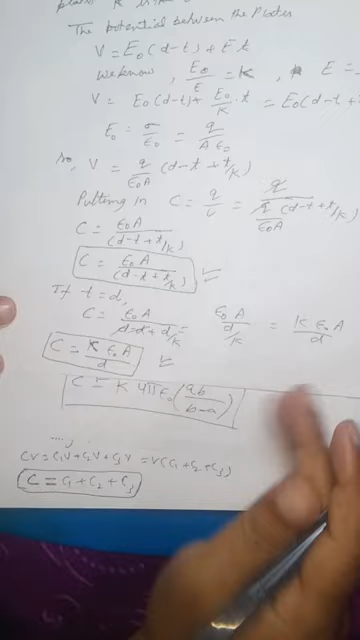 The potential between the Plates
V = E₀(d-t) + Et
we know, E₀/E = K, E =
V = E₀(d-t) + E₀/K · t = E₀(d-t+
E₀ = σ/ε₀ = q/Aε₀
So, V = q/ε₀A (d-t+t/K)
Putting in C = q/V = q/(q/ε₀A (d-t+t/K))
C = ε₀A/(d-t+t/K)
C = ε₀A/(d-t+t/K) ✓
If t = d,
C = ε₀A/(d-d+d/K) = ε₀A/(d/K) = Kε₀A/d
C = Kε₀A/d ✓
C = K 4πε₀ (ab/(b-a))
CV = C₁V + C₂V + C₃V = V(C₁+C₂+C₃)
C = C₁ + C₂ + C₃